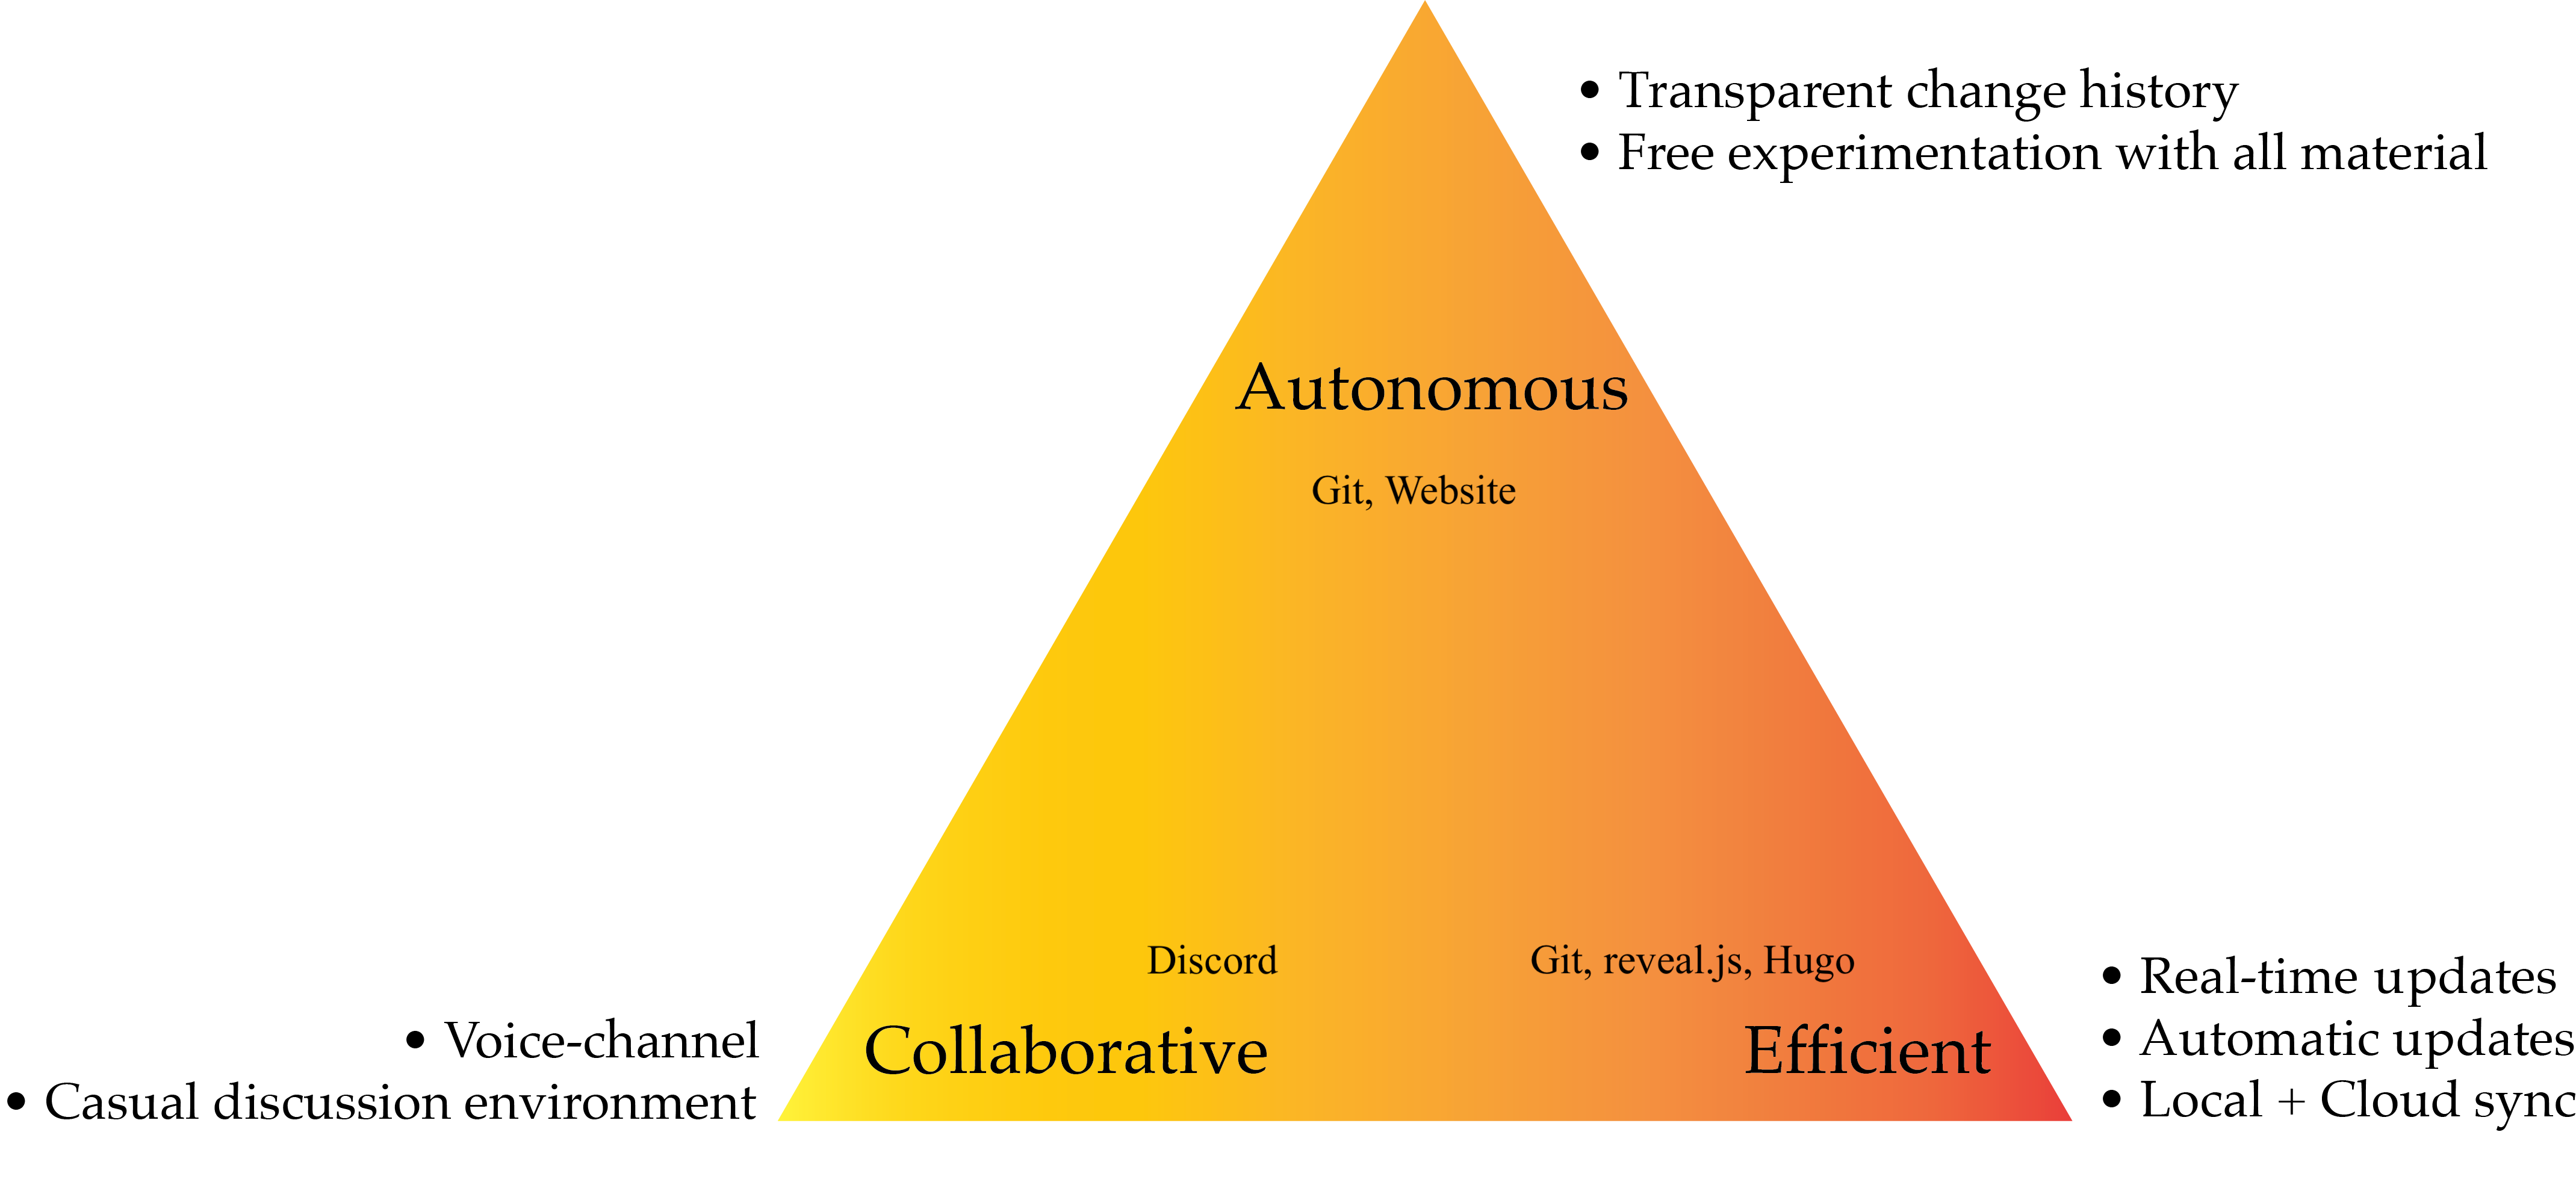 • Transparent change history
• Free experimentation with all material
Autonomous
Git, Website
Discord
Git, reveal.js, Hugo
Collaborative
Efficient
• Voice-channel
• Casual discussion environment
• Real-time updates
• Automatic updates
• Local + Cloud sync